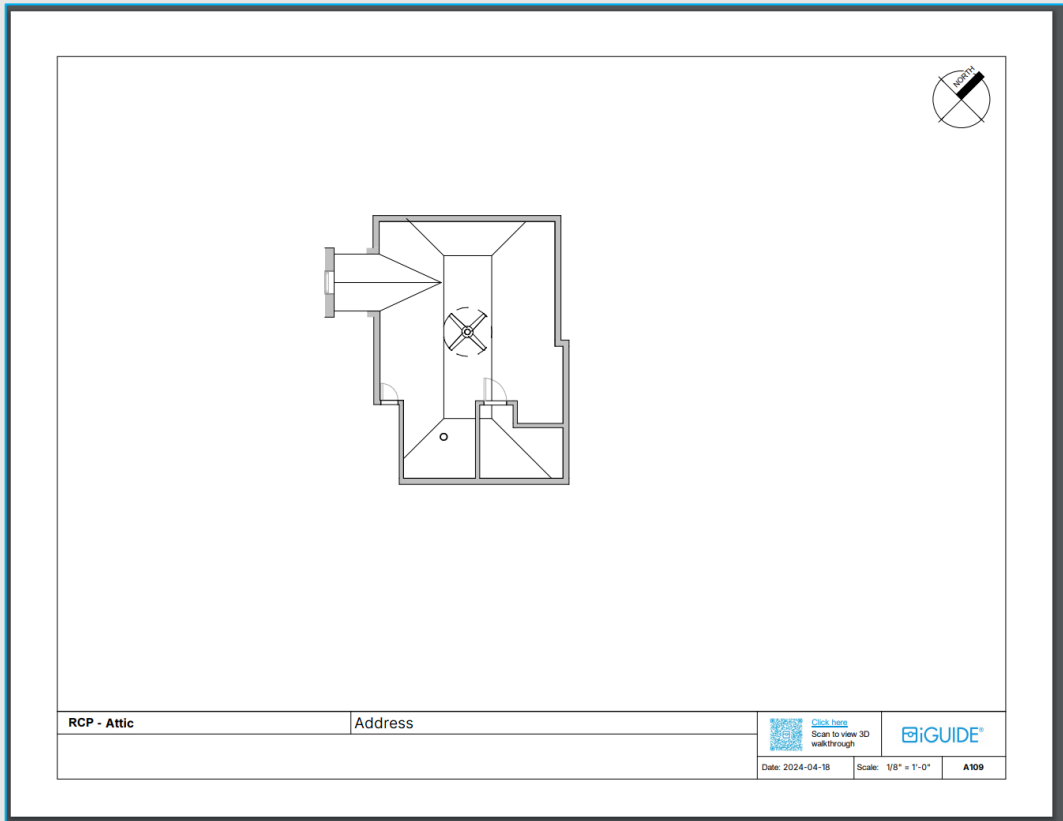 NORTH
RCP - Attic
Address
Click here
Scan to view 3D
walkthrough
iGUIDE®
Date: 2024-04-18
Scale: 1/8" = 1'-0"
A109